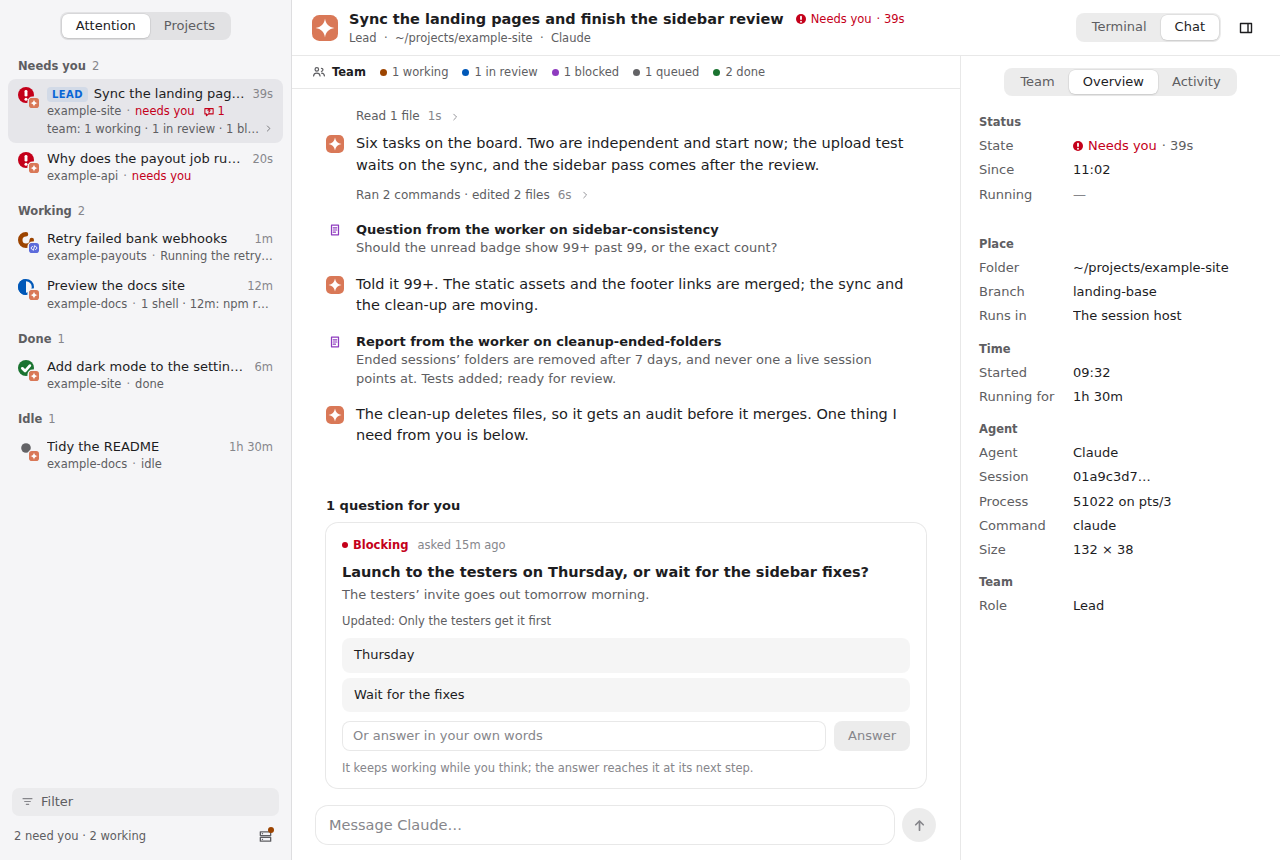 Attention Projects
Needs you 2
LEAD Sync the landing pag… 39s
example-site · needs you 1
team: 1 working · 1 in review · 1 bl…
Why does the payout job ru… 20s
example-api · needs you
Working 2
Retry failed bank webhooks 1m
example-payouts · Running the retry…
Preview the docs site 12m
example-docs · 1 shell · 12m: npm r…
Done 1
Add dark mode to the settin… 6m
example-site · done
Idle 1
Tidy the README 1h 30m
example-docs · idle
Filter
2 need you · 2 working
Sync the landing pages and finish the sidebar review Needs you · 39s
Lead · ~/projects/example-site · Claude
Terminal Chat
Team 1 working 1 in review 1 blocked 1 queued 2 done
Read 1 file 1s
Six tasks on the board. Two are independent and start now; the upload test
waits on the sync, and the sidebar pass comes after the review.
Ran 2 commands · edited 2 files 6s
Question from the worker on sidebar-consistency
Should the unread badge show 99+ past 99, or the exact count?
Told it 99+. The static assets and the footer links are merged; the sync and
the clean-up are moving.
Report from the worker on cleanup-ended-folders
Ended sessions’ folders are removed after 7 days, and never one a live session
points at. Tests added; ready for review.
The clean-up deletes files, so it gets an audit before it merges. One thing I
need from you is below.
1 question for you
Blocking asked 15m ago
Launch to the testers on Thursday, or wait for the sidebar fixes?
The testers’ invite goes out tomorrow morning.
Updated: Only the testers get it first
Thursday
Wait for the fixes
Or answer in your own words Answer
It keeps working while you think; the answer reaches it at its next step.
Message Claude…
Team Overview Activity
Status
State Needs you · 39s
Since 11:02
Running —
Place
Folder ~/projects/example-site
Branch landing-base
Runs in The session host
Time
Started 09:32
Running for 1h 30m
Agent
Agent Claude
Session 01a9c3d7…
Process 51022 on pts/3
Command claude
Size 132 × 38
Team
Role Lead